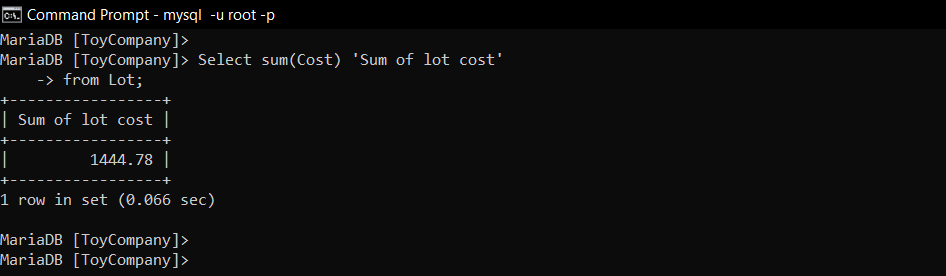 Command Prompt - mysql  -u root -p
MariaDB [ToyCompany]>
MariaDB [ToyCompany]> Select sum(Cost) 'Sum of lot cost'
    -> from Lot;
+-----------------+
| Sum of lot cost |
+-----------------+
|         1444.78 |
+-----------------+
1 row in set (0.066 sec)
MariaDB [ToyCompany]>
MariaDB [ToyCompany]>